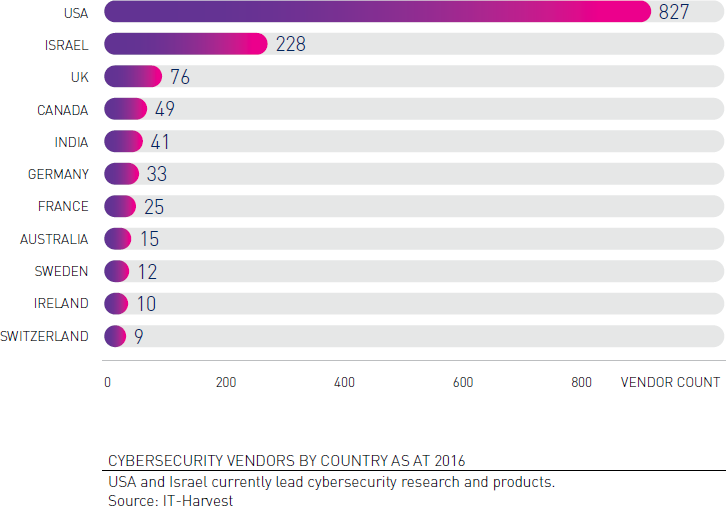 USA 827
ISRAEL 228
UK 76
CANADA 49
INDIA 41
GERMANY 33
FRANCE 25
AUSTRALIA 15
SWEDEN 12
IRELAND 10
SWITZERLAND 9
0 200 400 600 800 VENDOR COUNT
CYBERSECURITY VENDORS BY COUNTRY AS AT 2016
USA and Israel currently lead cybersecurity research and products.
Source: IT-Harvest